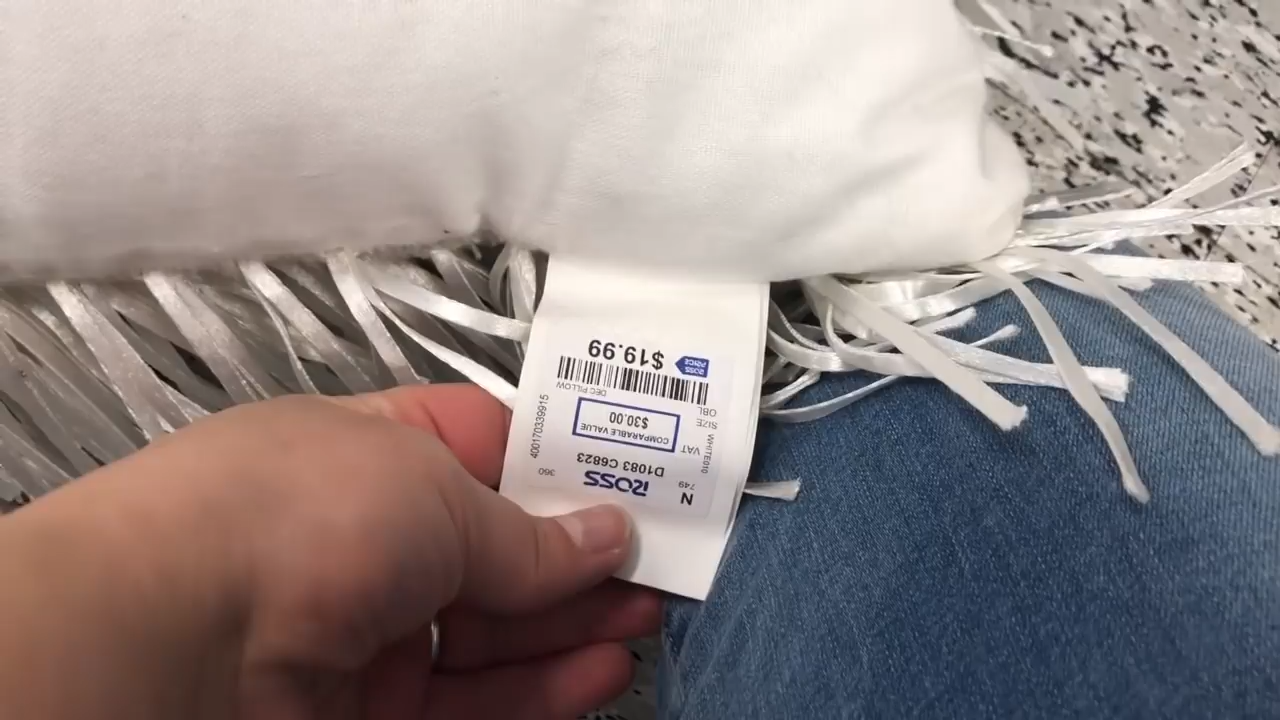 N ROSS 360
749 D1083 C6823
WHITE010
VAT
COMPARABLE VALUE
$30.00
400170339915
SIZE
OBL DEC PILLOW
ROSS PRICE $19.99